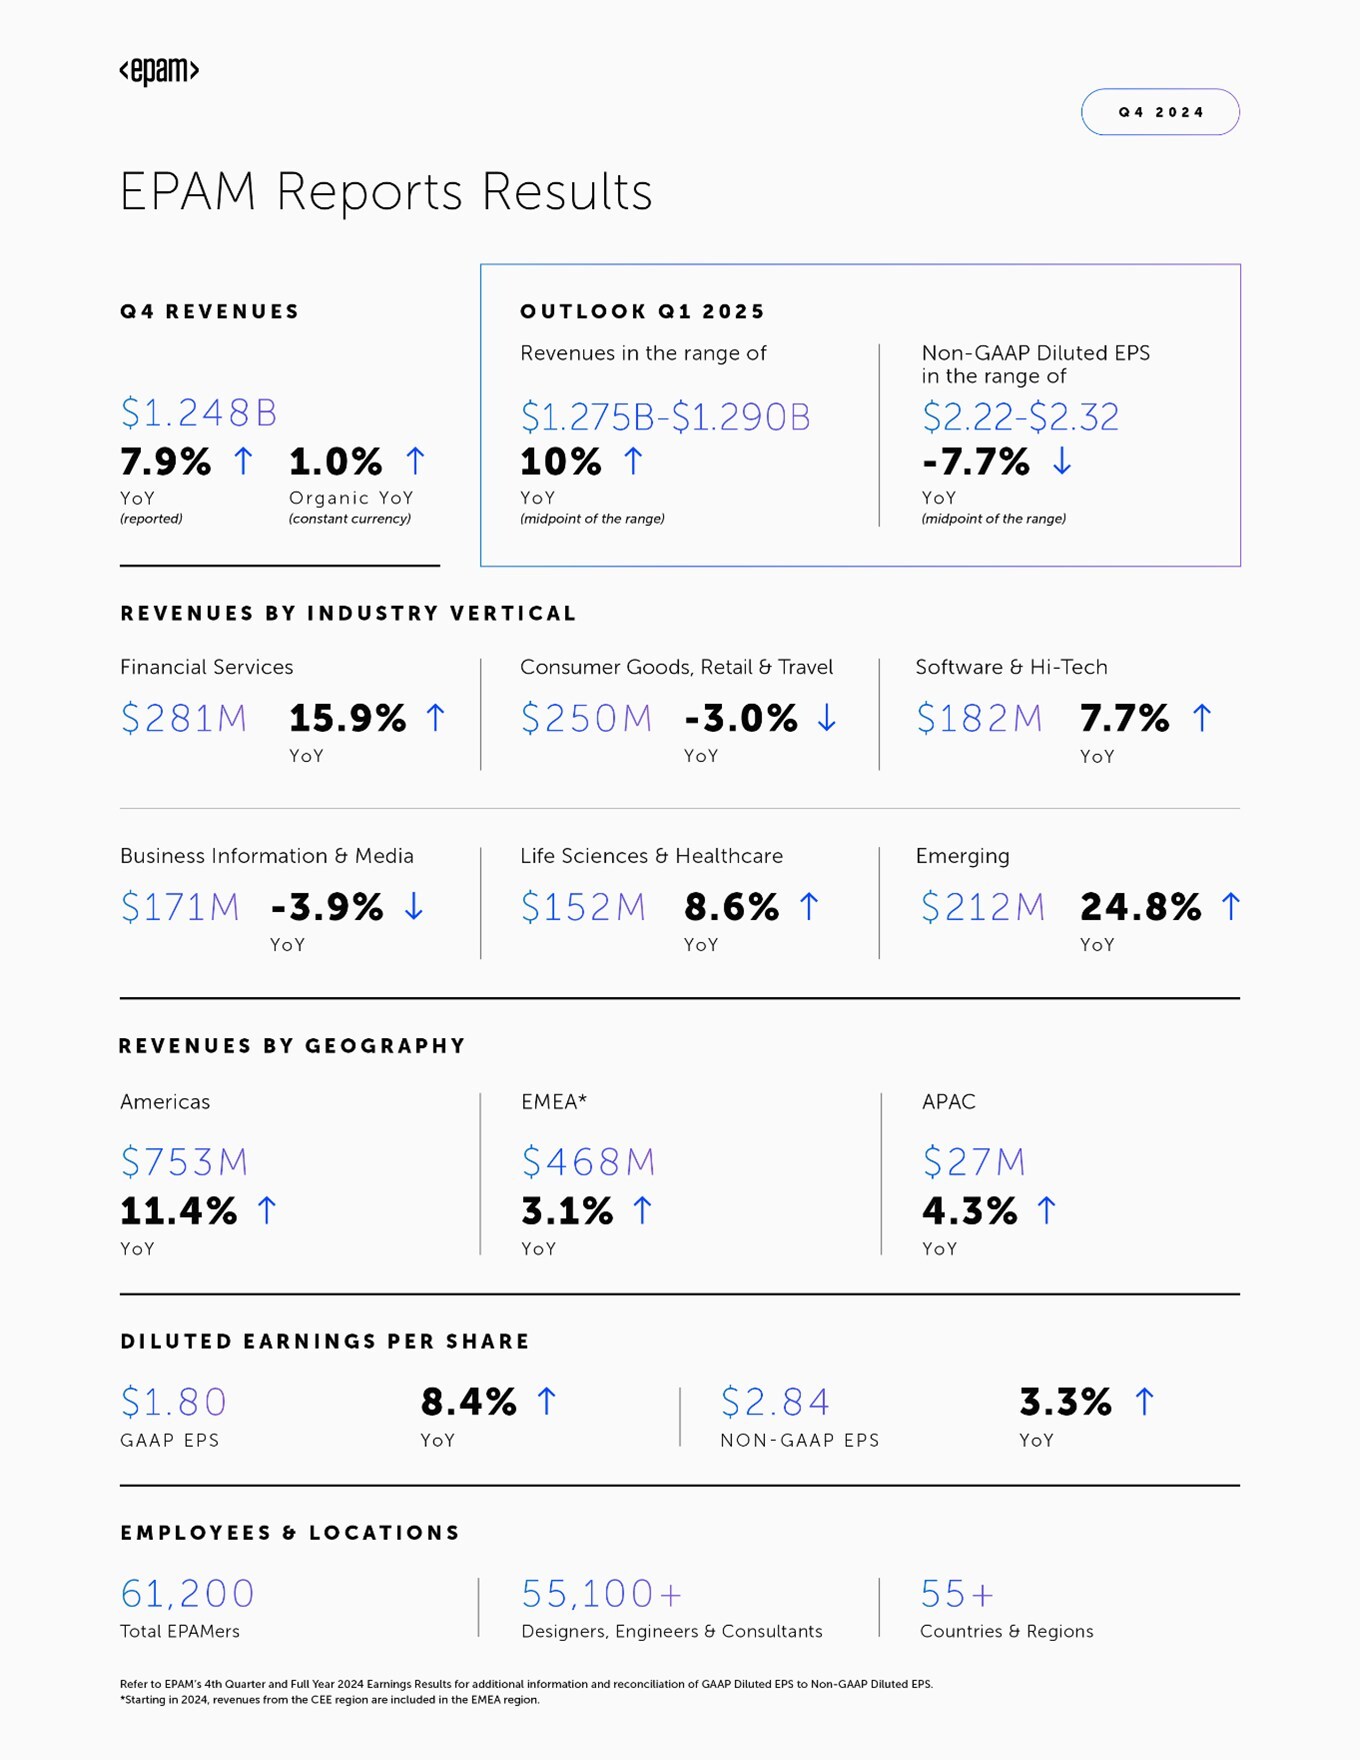 <epam>
Q4 2024
EPAM Reports Results
Q4 REVENUES
$1.248B
7.9% ↑ 1.0% ↑
YoY Organic YoY
(reported) (constant currency)
OUTLOOK Q1 2025
Revenues in the range of
$1.275B-$1.290B
10% ↑
YoY
(midpoint of the range)
Non-GAAP Diluted EPS
in the range of
$2.22-$2.32
-7.7% ↓
YoY
(midpoint of the range)
REVENUES BY INDUSTRY VERTICAL
Financial Services
$281M 15.9% ↑
YoY
Consumer Goods, Retail & Travel
$250M -3.0% ↓
YoY
Software & Hi-Tech
$182M 7.7% ↑
YoY
Business Information & Media
$171M -3.9% ↓
YoY
Life Sciences & Healthcare
$152M 8.6% ↑
YoY
Emerging
$212M 24.8% ↑
YoY
REVENUES BY GEOGRAPHY
Americas
$753M
11.4% ↑
YoY
EMEA*
$468M
3.1% ↑
YoY
APAC
$27M
4.3% ↑
YoY
DILUTED EARNINGS PER SHARE
$1.80 8.4% ↑
GAAP EPS YoY
$2.84 3.3% ↑
NON-GAAP EPS YoY
EMPLOYEES & LOCATIONS
61,200
Total EPAMers
55,100+
Designers, Engineers & Consultants
55+
Countries & Regions
Refer to EPAM's 4th Quarter and Full Year 2024 Earnings Results for additional information and reconciliation of GAAP Diluted EPS to Non-GAAP Diluted EPS.
*Starting in 2024, revenues from the CEE region are included in the EMEA region.